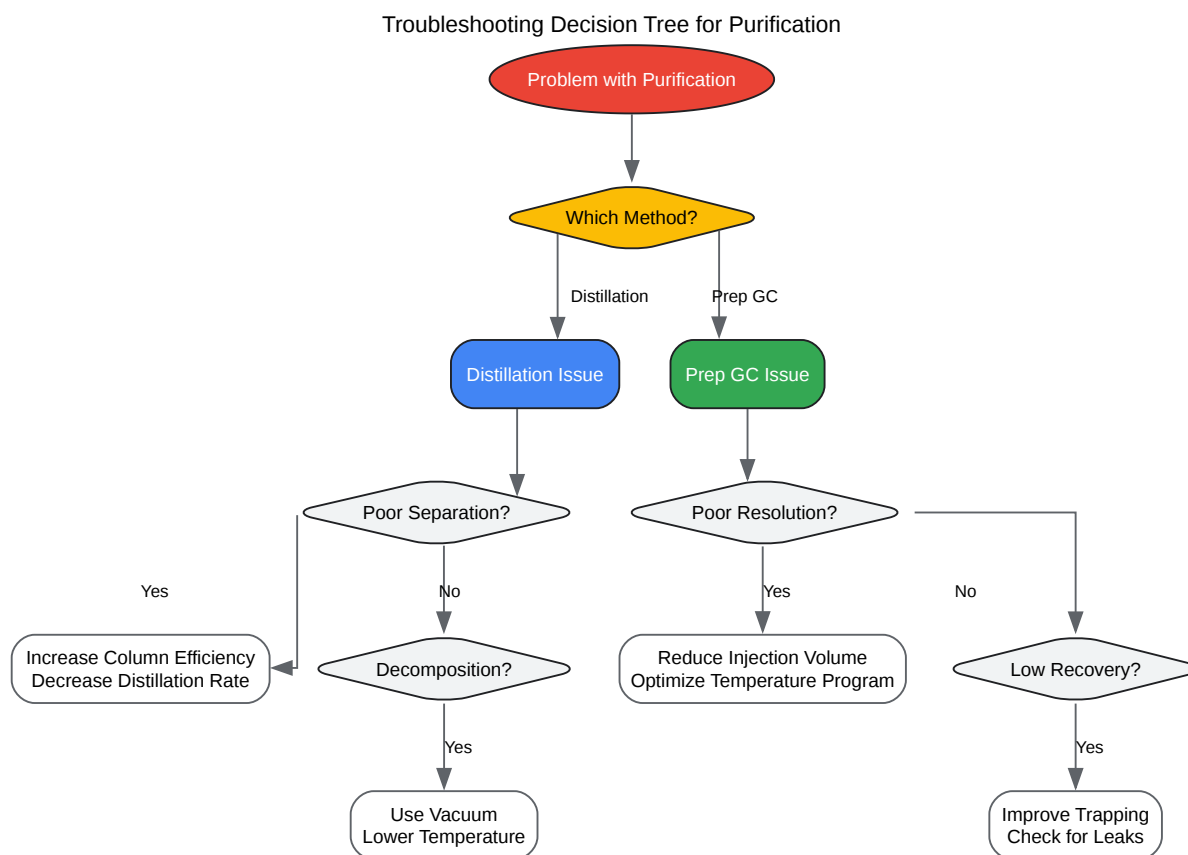 Troubleshooting Decision Tree for Purification
Problem with Purification
Which Method?
Distillation
Prep GC
Distillation Issue
Prep GC Issue
Poor Separation?
Poor Resolution?
Yes
No
Yes
No
Increase Column Efficiency
Decrease Distillation Rate
Decomposition?
Reduce Injection Volume
Optimize Temperature Program
Low Recovery?
Yes
Yes
Use Vacuum
Lower Temperature
Improve Trapping
Check for Leaks